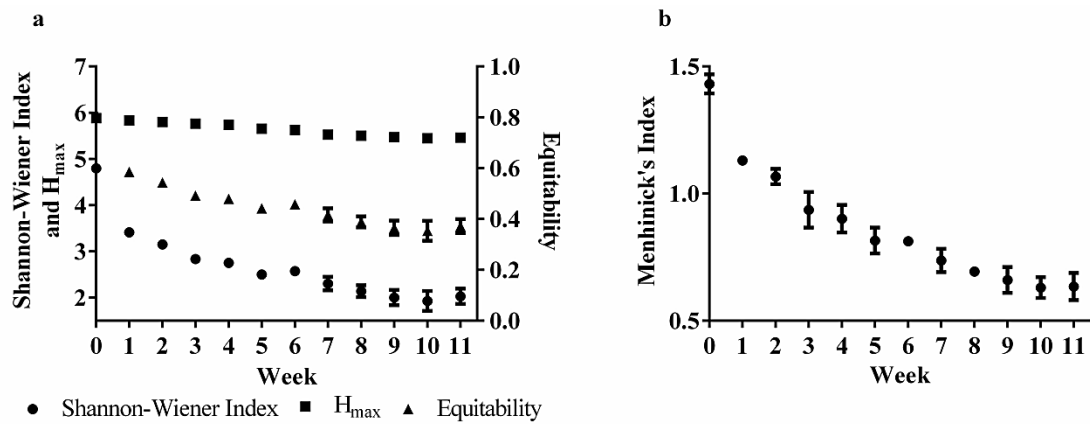 a
Shannon-Wiener Index
and Hmax
7
6
5
4
3
2
1.0
0.8
0.6
0.4
0.2
0.0
Equitability
0 1 2 3 4 5 6 7 8 9 10 11
Week
Shannon-Wiener Index Hmax Equitability
b
Menhinick's Index
1.5
1.0
0.5
0 1 2 3 4 5 6 7 8 9 10 11
Week